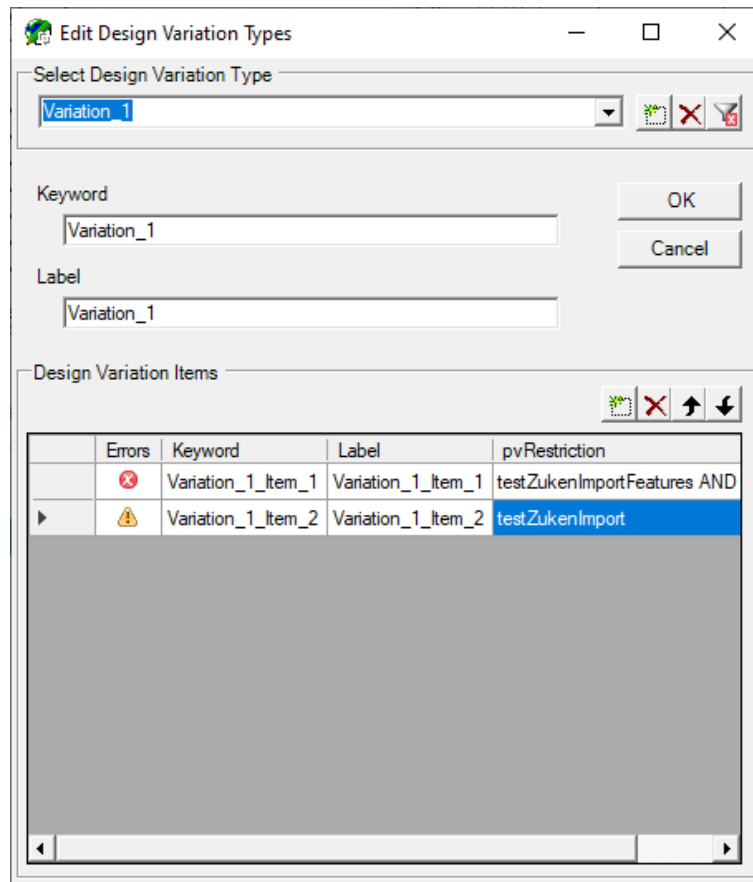 Edit Design Variation Types
Select Design Variation Type
Variation_1
Keyword
OK
Variation_1
Cancel
Label
Variation_1
Design Variation Items
Errors Keyword Label pvRestriction
Variation_1_Item_1 Variation_1_Item_1 testZukenImportFeatures AND
Variation_1_Item_2 Variation_1_Item_2 testZukenImport